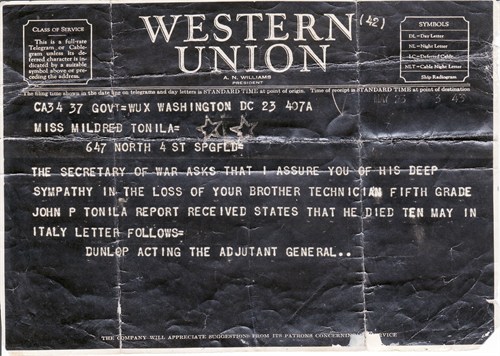 CLASS OF SERVICE
This is a full-rate
Telegram or Cable-
gram unless its de-
ferred character is
indicated by a suitable
symbol above or pre-
ceding the address.
WESTERN
UNION
(42)
A. N. WILLIAMS
PRESIDENT
SYMBOLS
DL=Day Letter
NL=Night Letter
LC=Deferred Cable
NLT=Cable Night Letter
Ship Radiogram
The filing time shown in the date line on telegrams and day letters is STANDARD TIME at point of origin. Time of receipt is STANDARD TIME at point of destination
CA34 37 GOVT=WUX WASHINGTON DC 23 407A
3 45
MISS MILDRED TONILA=
647 NORTH 4 ST SPGFLD=
THE SECRETARY OF WAR ASKS THAT I ASSURE YOU OF HIS DEEP
SYMPATHY IN THE LOSS OF YOUR BROTHER TECHNICIAN FIFTH GRADE
JOHN P TONILA REPORT RECEIVED STATES THAT HE DIED TEN MAY IN
ITALY LETTER FOLLOWS=
DUNLOP ACTING THE ADJUTANT GENERAL..
THE COMPANY WILL APPRECIATE SUGGESTIONS FROM ITS PATRONS CONCERNING ITS SERVICE